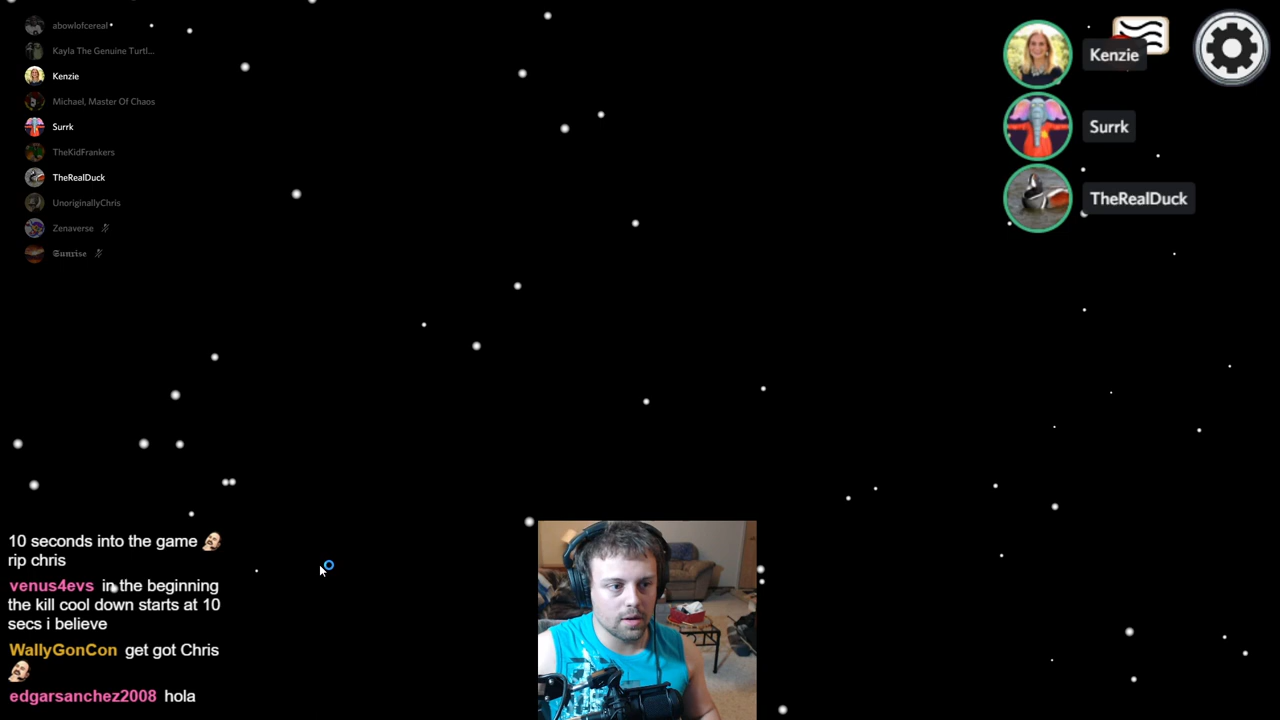 abowlofcereal
Kayla The Genuine Turtl...
Kenzie
Michael, Master Of Chaos
Surrk
TheKidFrankers
TheRealDuck
UnoriginallyChris
Zenaverse
𝕾𝖚𝖓𝖗𝖎𝖘𝖊
Kenzie
Surrk
TheRealDuck
10 seconds into the game
rip chris
venus4evs in the beginning
the kill cool down starts at 10
secs i believe
WallyGonCon get got Chris
edgarsanchez2008 hola